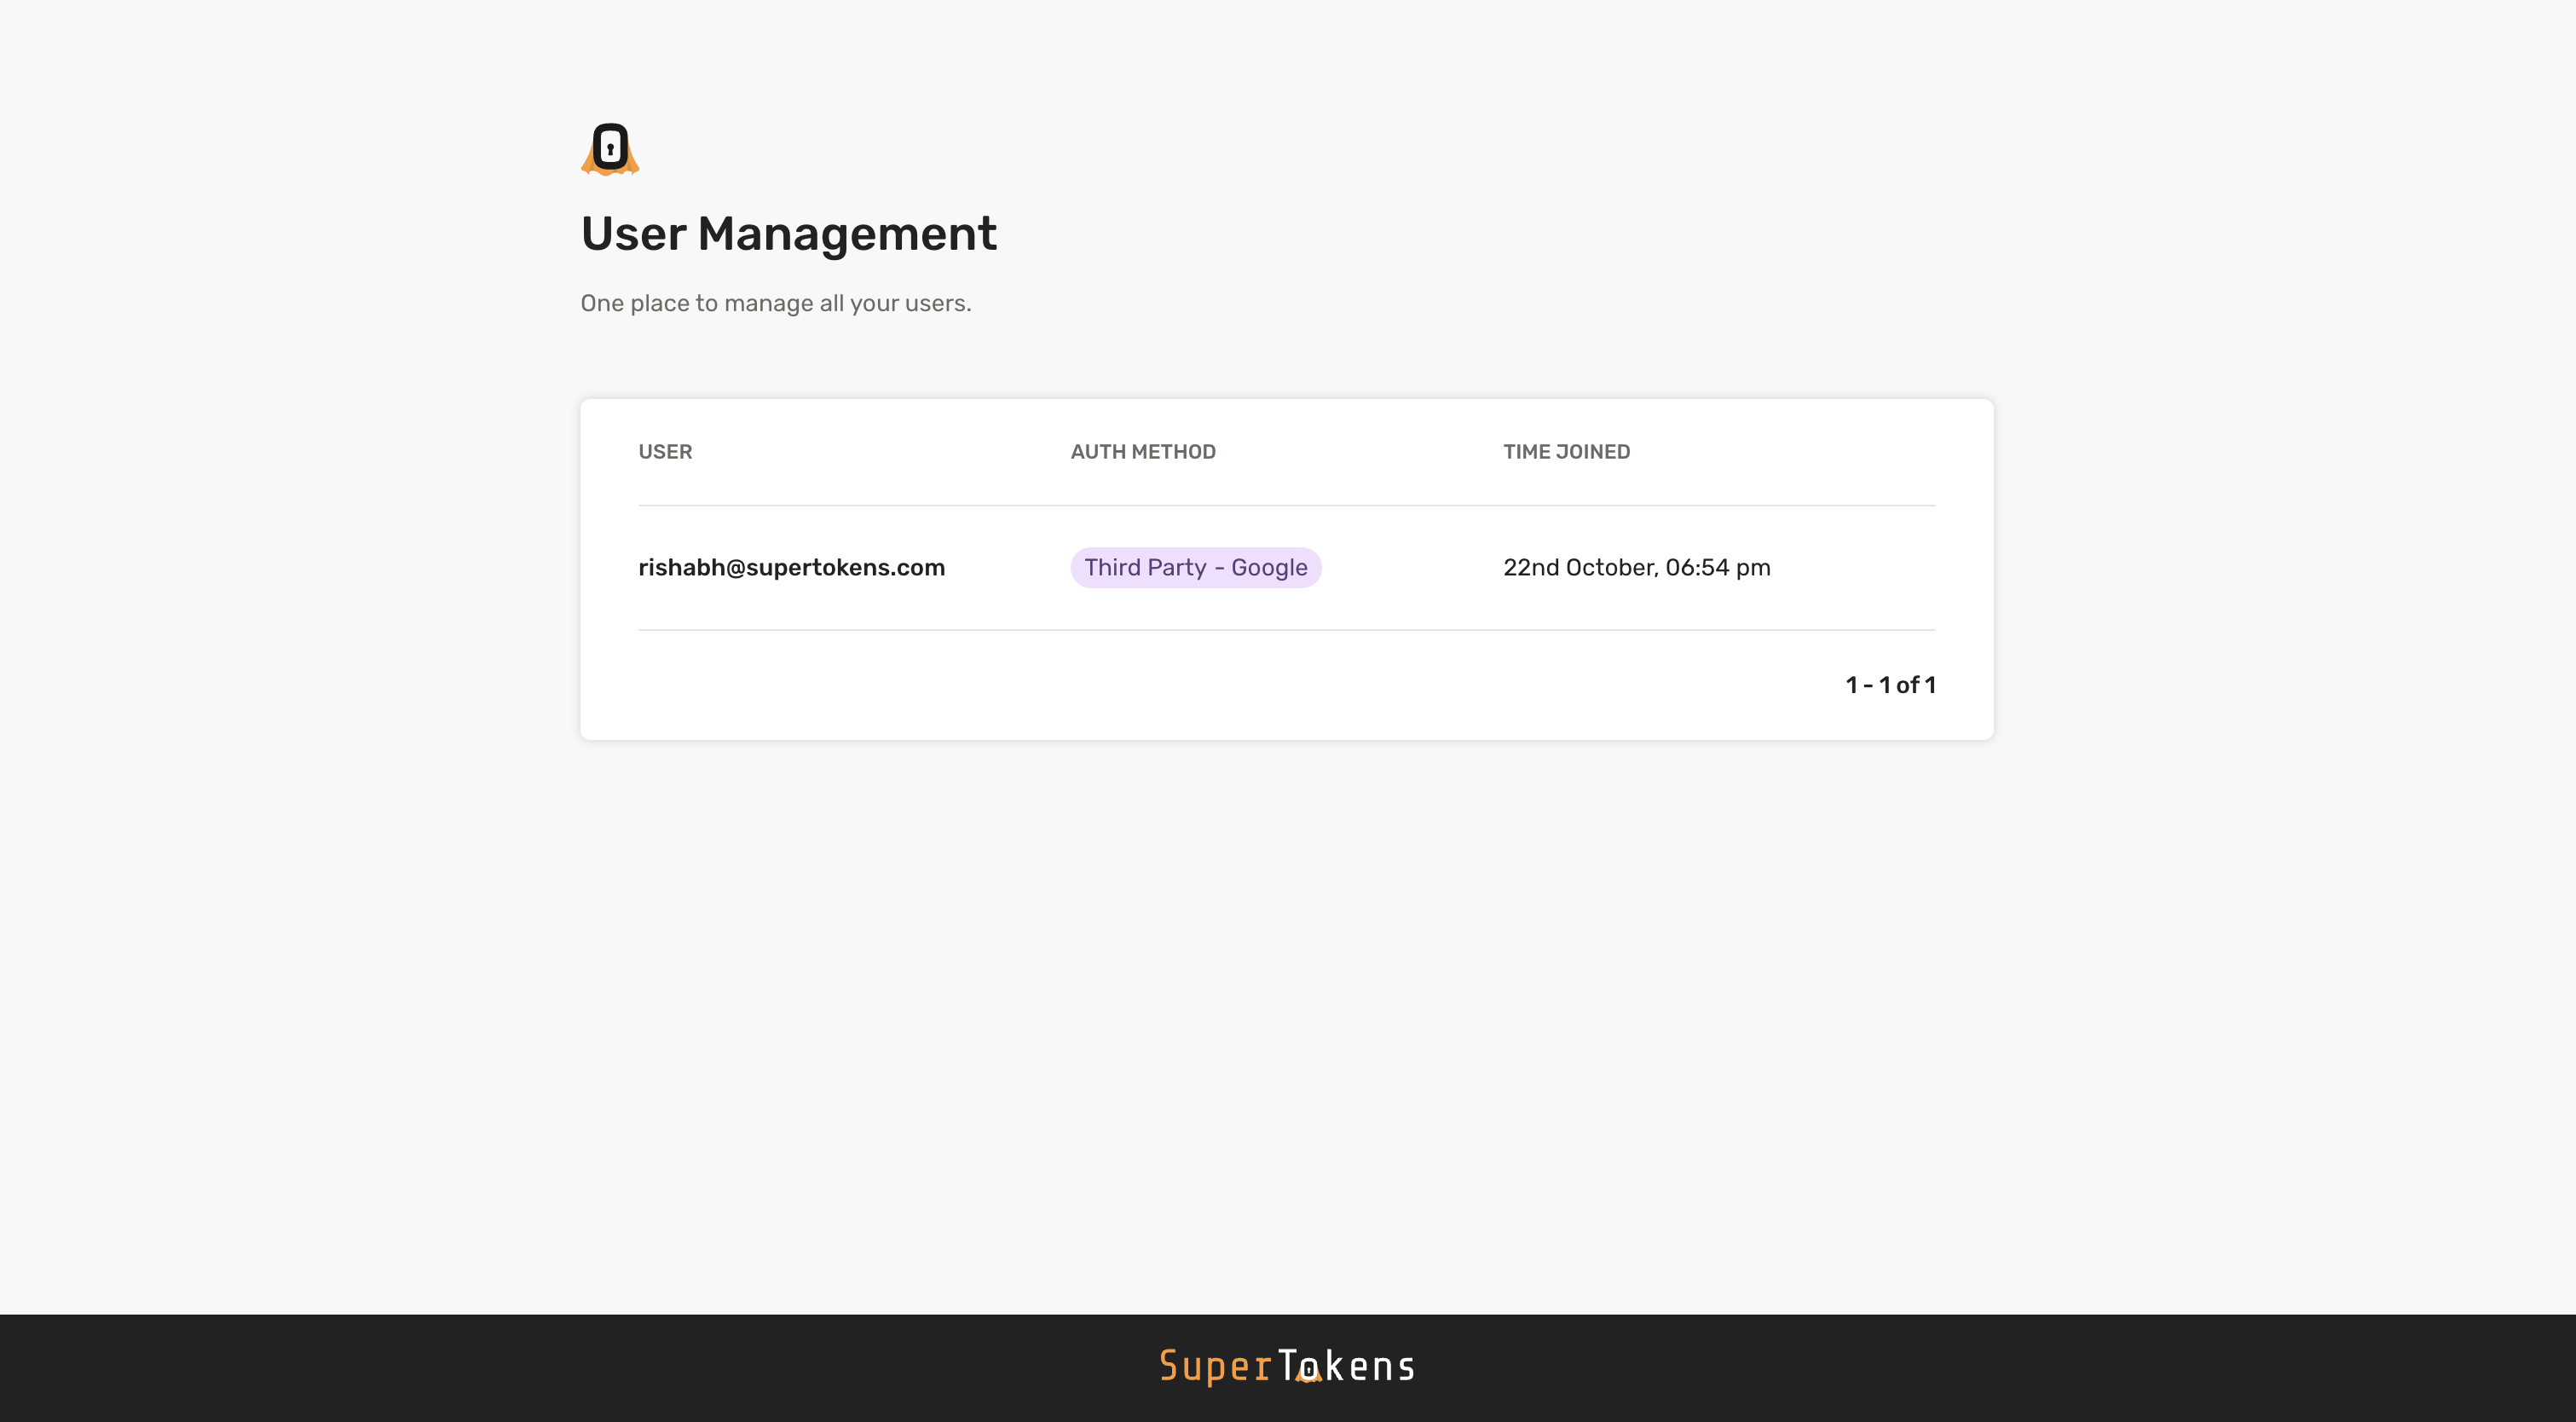 User Management
One place to manage all your users.
USER AUTH METHOD TIME JOINED
rishabh@supertokens.com Third Party - Google 22nd October, 06:54 pm
1 - 1 of 1
SuperTokens